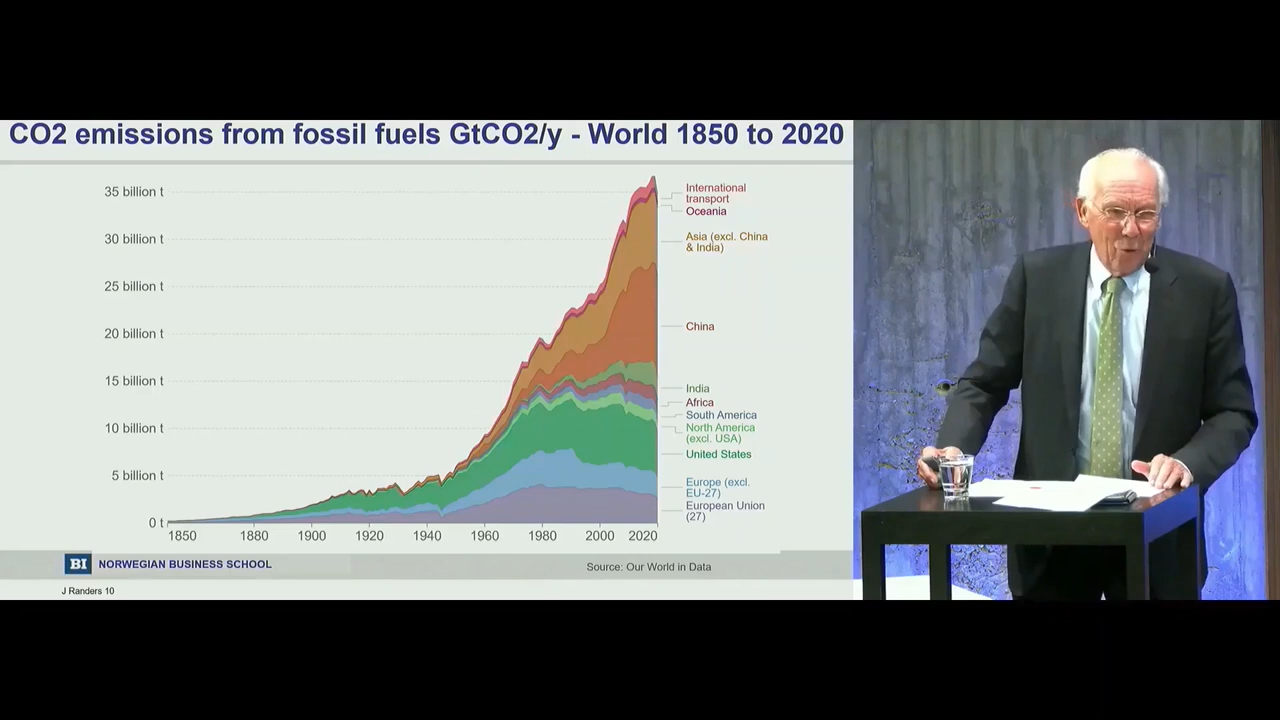 CO2 emissions from fossil fuels GtCO2/y - World 1850 to 2020
35 billion t
30 billion t
25 billion t
20 billion t
15 billion t
10 billion t
5 billion t
0 t
1850 1880 1900 1920 1940 1960 1980 2000 2020
International
transport
Oceania
Asia (excl. China
& India)
China
India
Africa
South America
North America
(excl. USA)
United States
Europe (excl.
EU-27)
European Union
(27)
BI NORWEGIAN BUSINESS SCHOOL
Source: Our World in Data
J Randers 10